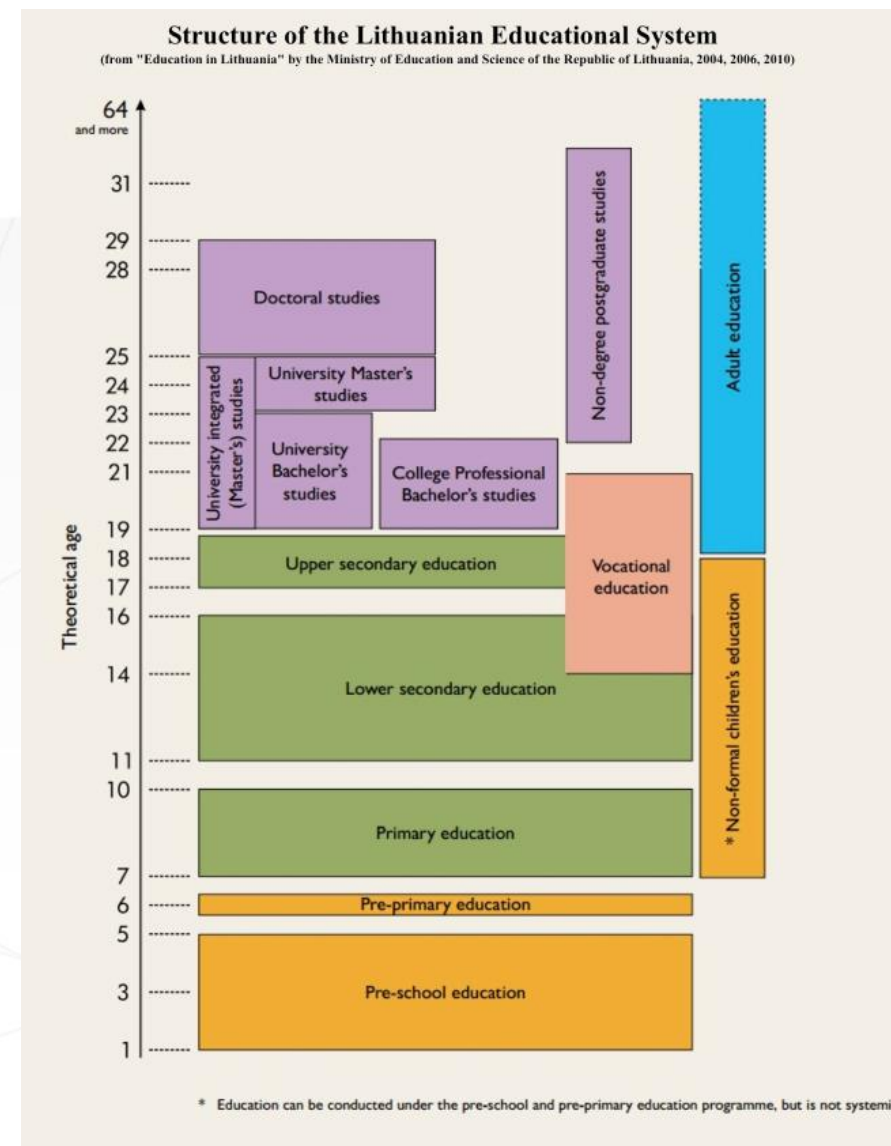 Structure of the Lithuanian Educational System
(from "Education in Lithuania" by the Ministry of Education and Science of the Republic of Lithuania, 2004, 2006, 2010)
64
and more
31
29
28
25
24
23
22
21
19
18
17
16
14
11
10
7
6
5
3
1
Theoretical age
Doctoral studies
University integrated
(Master's) studies
University Master's
studies
University
Bachelor's
studies
College Professional
Bachelor's studies
Non-degree postgraduate studies
Adult education
Upper secondary education
Vocational
education
Lower secondary education
* Non-formal children's education
Primary education
Pre-primary education
Pre-school education
* Education can be conducted under the pre-school and pre-primary education programme, but is not systemi